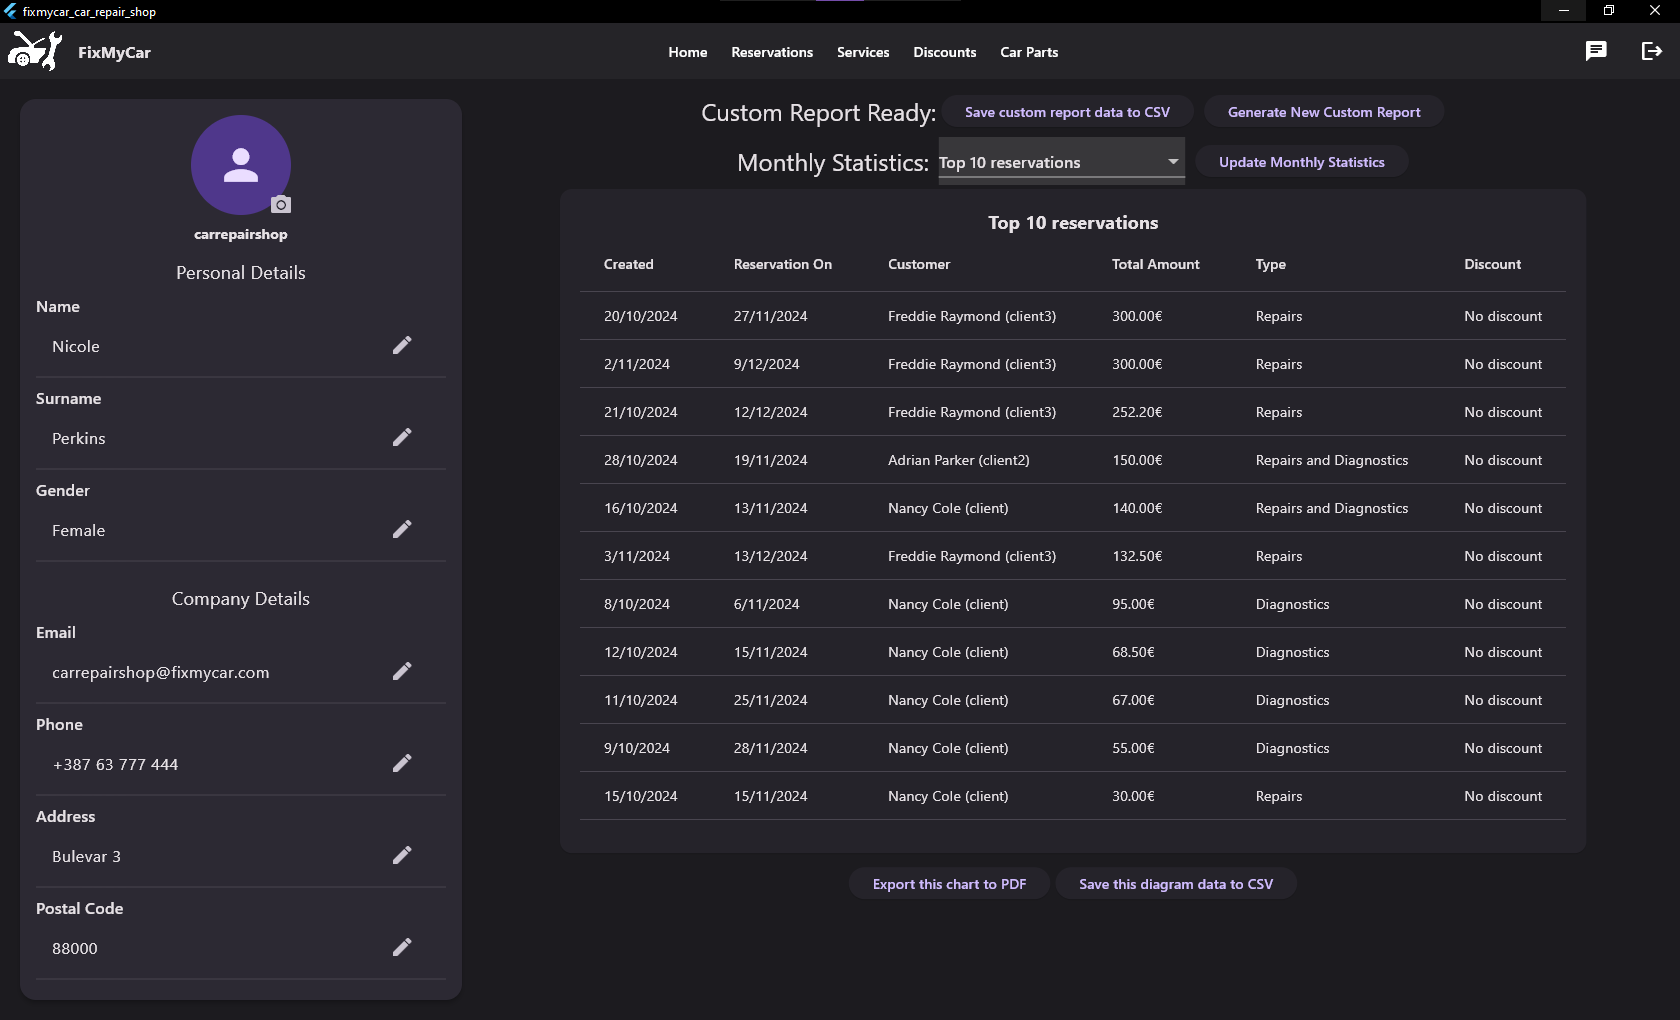 fixmycar_car_repair_shop
FixMyCar
Home Reservations Services Discounts Car Parts
carrepairshop
Personal Details
Name
Nicole
Surname
Perkins
Gender
Female
Company Details
Email
carrepairshop@fixmycar.com
Phone
+387 63 777 444
Address
Bulevar 3
Postal Code
88000
Custom Report Ready: Save custom report data to CSV Generate New Custom Report
Monthly Statistics: Top 10 reservations Update Monthly Statistics
Top 10 reservations
Created Reservation On Customer Total Amount Type Discount
20/10/2024 27/11/2024 Freddie Raymond (client3) 300.00€ Repairs No discount
2/11/2024 9/12/2024 Freddie Raymond (client3) 300.00€ Repairs No discount
21/10/2024 12/12/2024 Freddie Raymond (client3) 252.20€ Repairs No discount
28/10/2024 19/11/2024 Adrian Parker (client2) 150.00€ Repairs and Diagnostics No discount
16/10/2024 13/11/2024 Nancy Cole (client) 140.00€ Repairs and Diagnostics No discount
3/11/2024 13/12/2024 Freddie Raymond (client3) 132.50€ Repairs No discount
8/10/2024 6/11/2024 Nancy Cole (client) 95.00€ Diagnostics No discount
12/10/2024 15/11/2024 Nancy Cole (client) 68.50€ Diagnostics No discount
11/10/2024 25/11/2024 Nancy Cole (client) 67.00€ Diagnostics No discount
9/10/2024 28/11/2024 Nancy Cole (client) 55.00€ Diagnostics No discount
15/10/2024 15/11/2024 Nancy Cole (client) 30.00€ Repairs No discount
Export this chart to PDF Save this diagram data to CSV